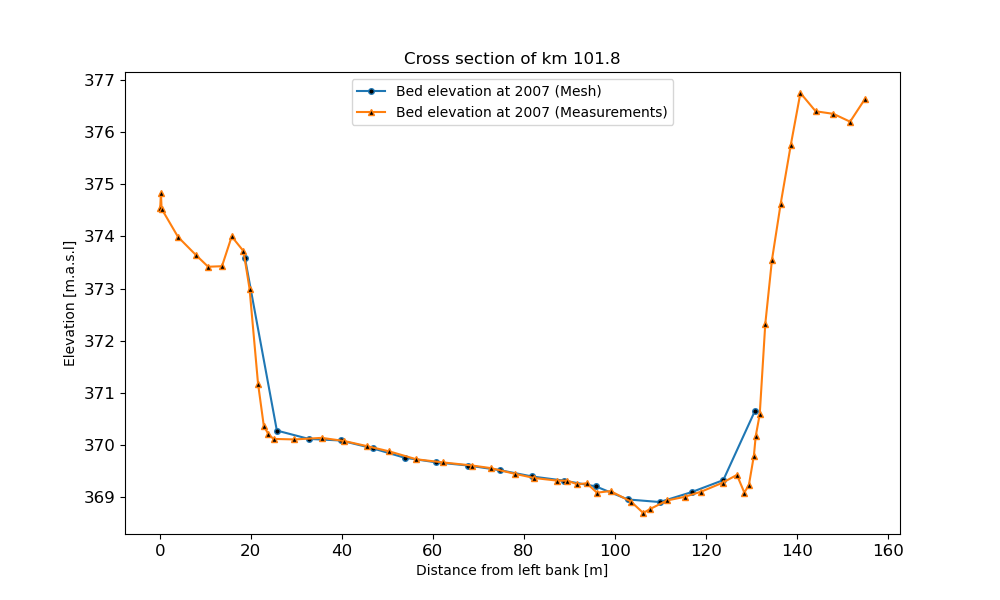 Cross section of km 101.8
Bed elevation at 2007 (Mesh)
Bed elevation at 2007 (Measurements)
Elevation [m.a.s.l]
377
376
375
374
373
372
371
370
369
0 20 40 60 80 100 120 140 160
Distance from left bank [m]